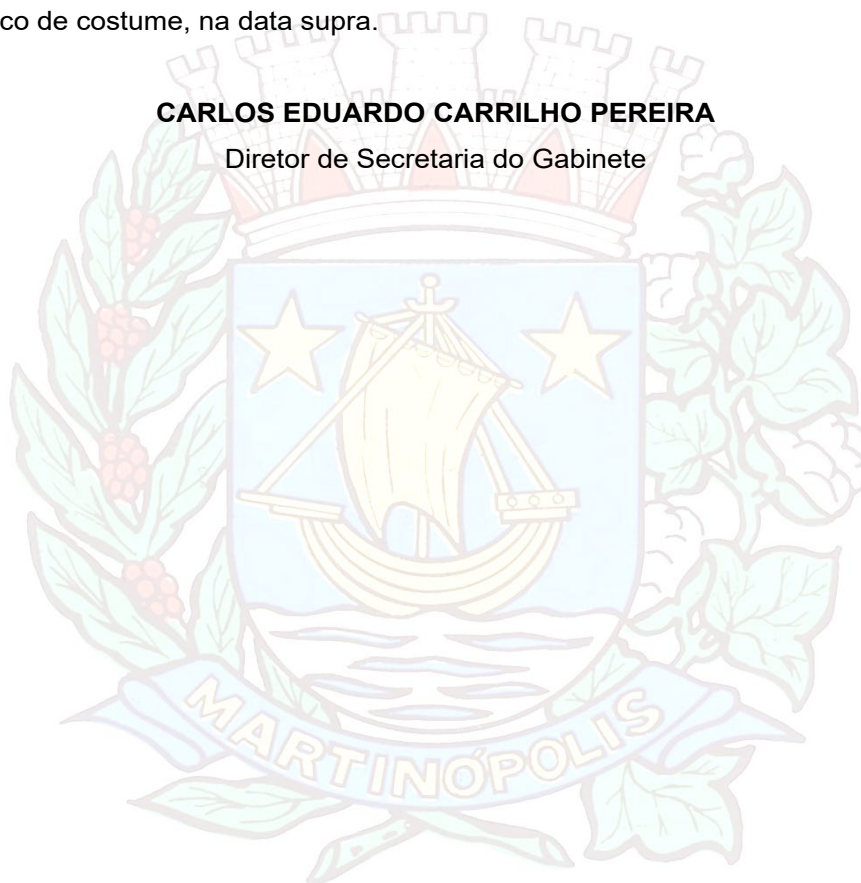 co de costume, na data supra.
CARLOS EDUARDO CARRILHO PEREIRA
Diretor de Secretaria do Gabinete
MARTINÓPOLIS